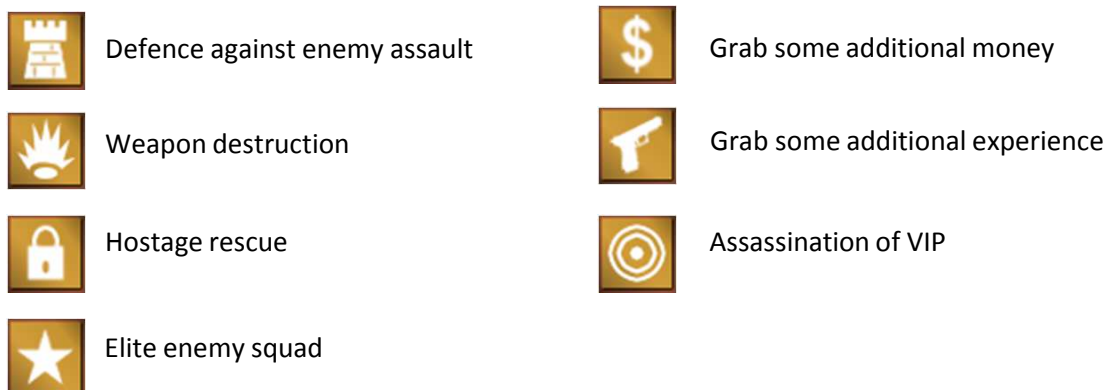 Defence against enemy assault
Weapon destruction
Hostage rescue
Elite enemy squad
$ Grab some additional money
Grab some additional experience
Assassination of VIP